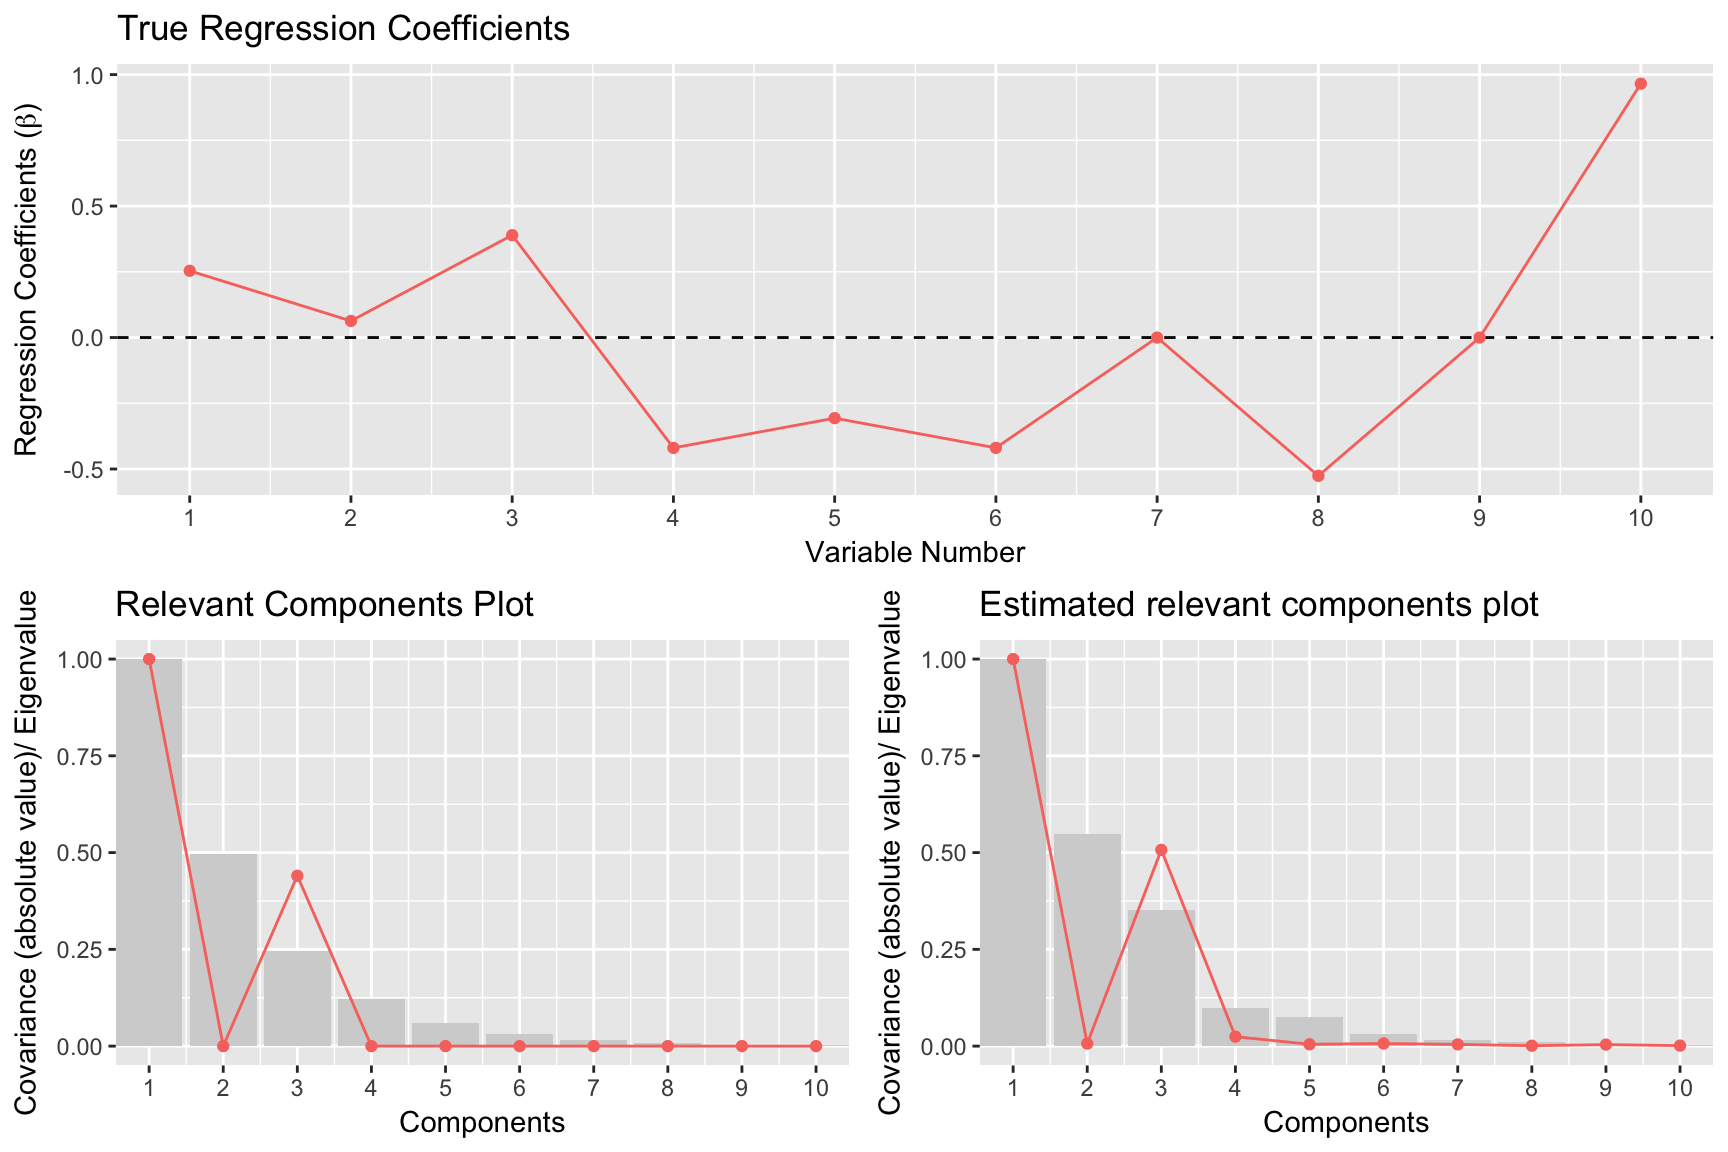 True Regression Coefficients
Regression Coefficients (β)
1.0
0.5
0.0
-0.5
1 2 3 4 5 6 7 8 9 10
Variable Number
Relevant Components Plot
Covariance (absolute value)/ Eigenvalue
1.00
0.75
0.50
0.25
0.00
1 2 3 4 5 6 7 8 9 10
Components
Estimated relevant components plot
Covariance (absolute value)/ Eigenvalue
1.00
0.75
0.50
0.25
0.00
1 2 3 4 5 6 7 8 9 10
Components